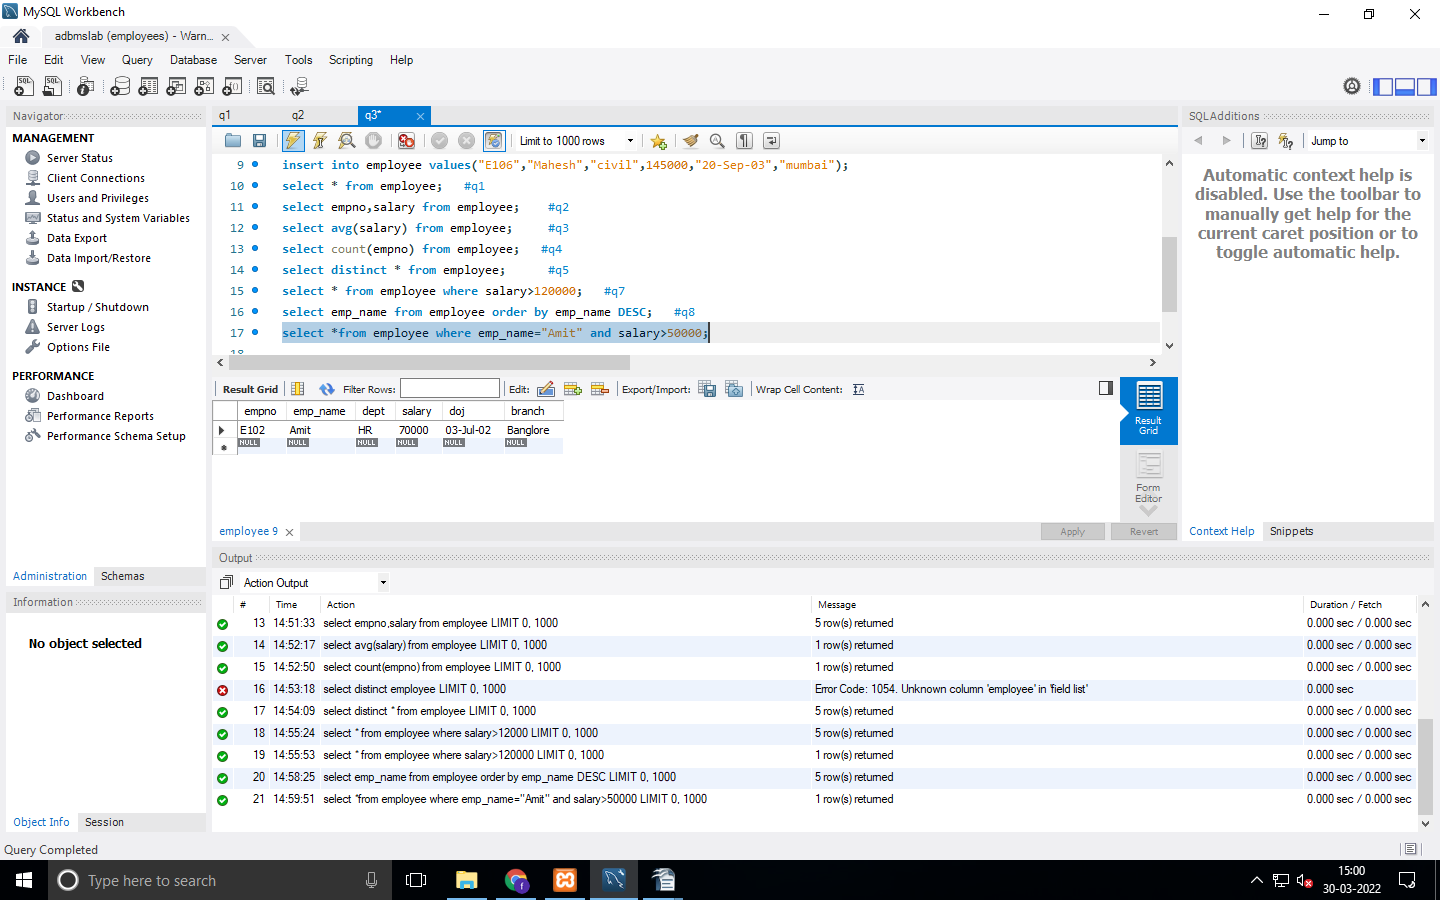 MySQL Workbench
adbmslab (employees) - Warn...
File Edit View Query Database Server Tools Scripting Help
Navigator
MANAGEMENT
Server Status
Client Connections
Users and Privileges
Status and System Variables
Data Export
Data Import/Restore
INSTANCE
Startup / Shutdown
Server Logs
Options File
PERFORMANCE
Dashboard
Performance Reports
Performance Schema Setup
Administration Schemas
Information
No object selected
Object Info Session
q1 q2 q3*
Limit to 1000 rows
9 insert into employee values("E106","Mahesh","civil",145000,"20-Sep-03","mumbai");
10 select * from employee; #q1
11 select empno,salary from employee; #q2
12 select avg(salary) from employee; #q3
13 select count(empno) from employee; #q4
14 select distinct * from employee; #q5
15 select * from employee where salary>120000; #q7
16 select emp_name from employee order by emp_name DESC; #q8
17 select *from employee where emp_name="Amit" and salary>50000;
18
Result Grid Filter Rows: Edit: Export/Import: Wrap Cell Content:
empno emp_name dept salary doj branch
E102 Amit HR 70000 03-Jul-02 Banglore
NULL NULL NULL NULL NULL NULL
Result Grid
Form Editor
employee 9 Apply Revert
SQLAdditions
Jump to
Automatic context help is
disabled. Use the toolbar to
manually get help for the
current caret position or to
toggle automatic help.
Context Help Snippets
Output
Action Output
# Time Action Message Duration / Fetch
13 14:51:33 select empno,salary from employee LIMIT 0, 1000 5 row(s) returned 0.000 sec / 0.000 sec
14 14:52:17 select avg(salary) from employee LIMIT 0, 1000 1 row(s) returned 0.000 sec / 0.000 sec
15 14:52:50 select count(empno) from employee LIMIT 0, 1000 1 row(s) returned 0.000 sec / 0.000 sec
16 14:53:18 select distinct employee LIMIT 0, 1000 Error Code: 1054. Unknown column 'employee' in 'field list' 0.000 sec
17 14:54:09 select distinct * from employee LIMIT 0, 1000 5 row(s) returned 0.000 sec / 0.000 sec
18 14:55:24 select * from employee where salary>12000 LIMIT 0, 1000 5 row(s) returned 0.000 sec / 0.000 sec
19 14:55:53 select * from employee where salary>120000 LIMIT 0, 1000 1 row(s) returned 0.000 sec / 0.000 sec
20 14:58:25 select emp_name from employee order by emp_name DESC LIMIT 0, 1000 5 row(s) returned 0.000 sec / 0.000 sec
21 14:59:51 select *from employee where emp_name="Amit" and salary>50000 LIMIT 0, 1000 1 row(s) returned 0.000 sec / 0.000 sec
Query Completed
Type here to search
15:00
30-03-2022